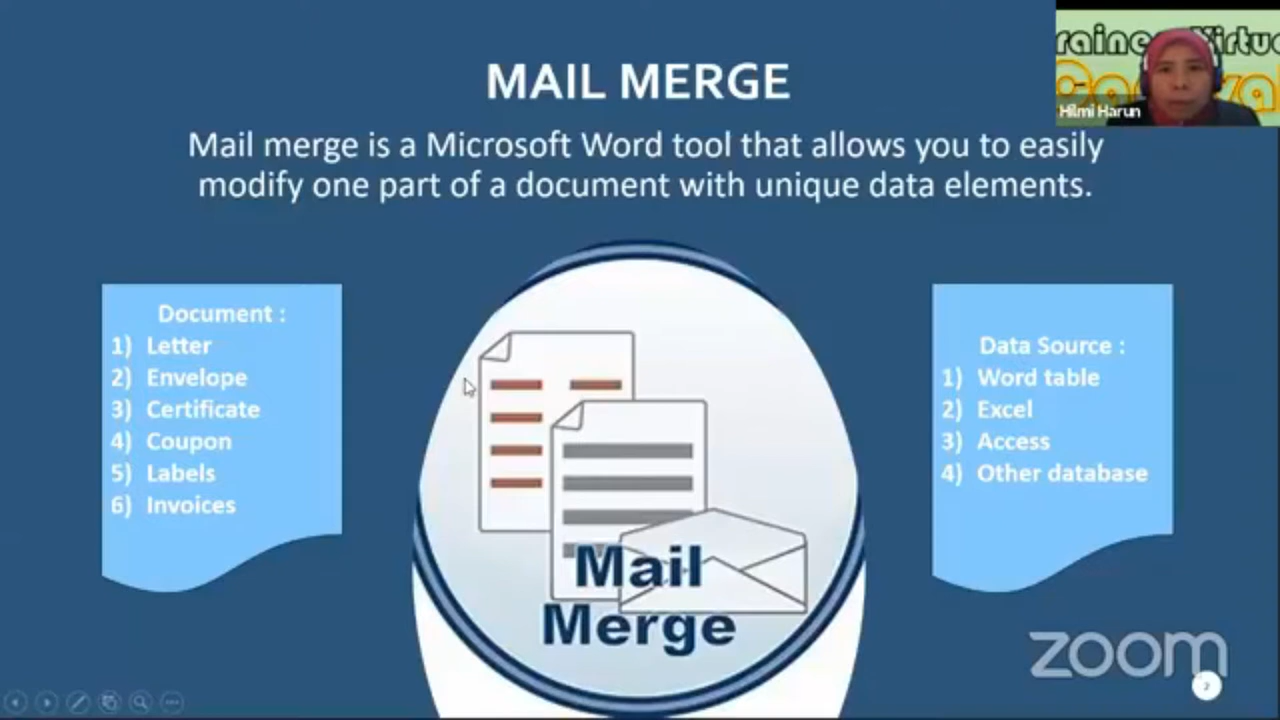 MAIL MERGE
Mail merge is a Microsoft Word tool that allows you to easily
modify one part of a document with unique data elements.
Hilmi Harun
Document :
1) Letter
2) Envelope
3) Certificate
4) Coupon
5) Labels
6) Invoices
Mail
Merge
Data Source :
1) Word table
2) Excel
3) Access
4) Other database
zoom